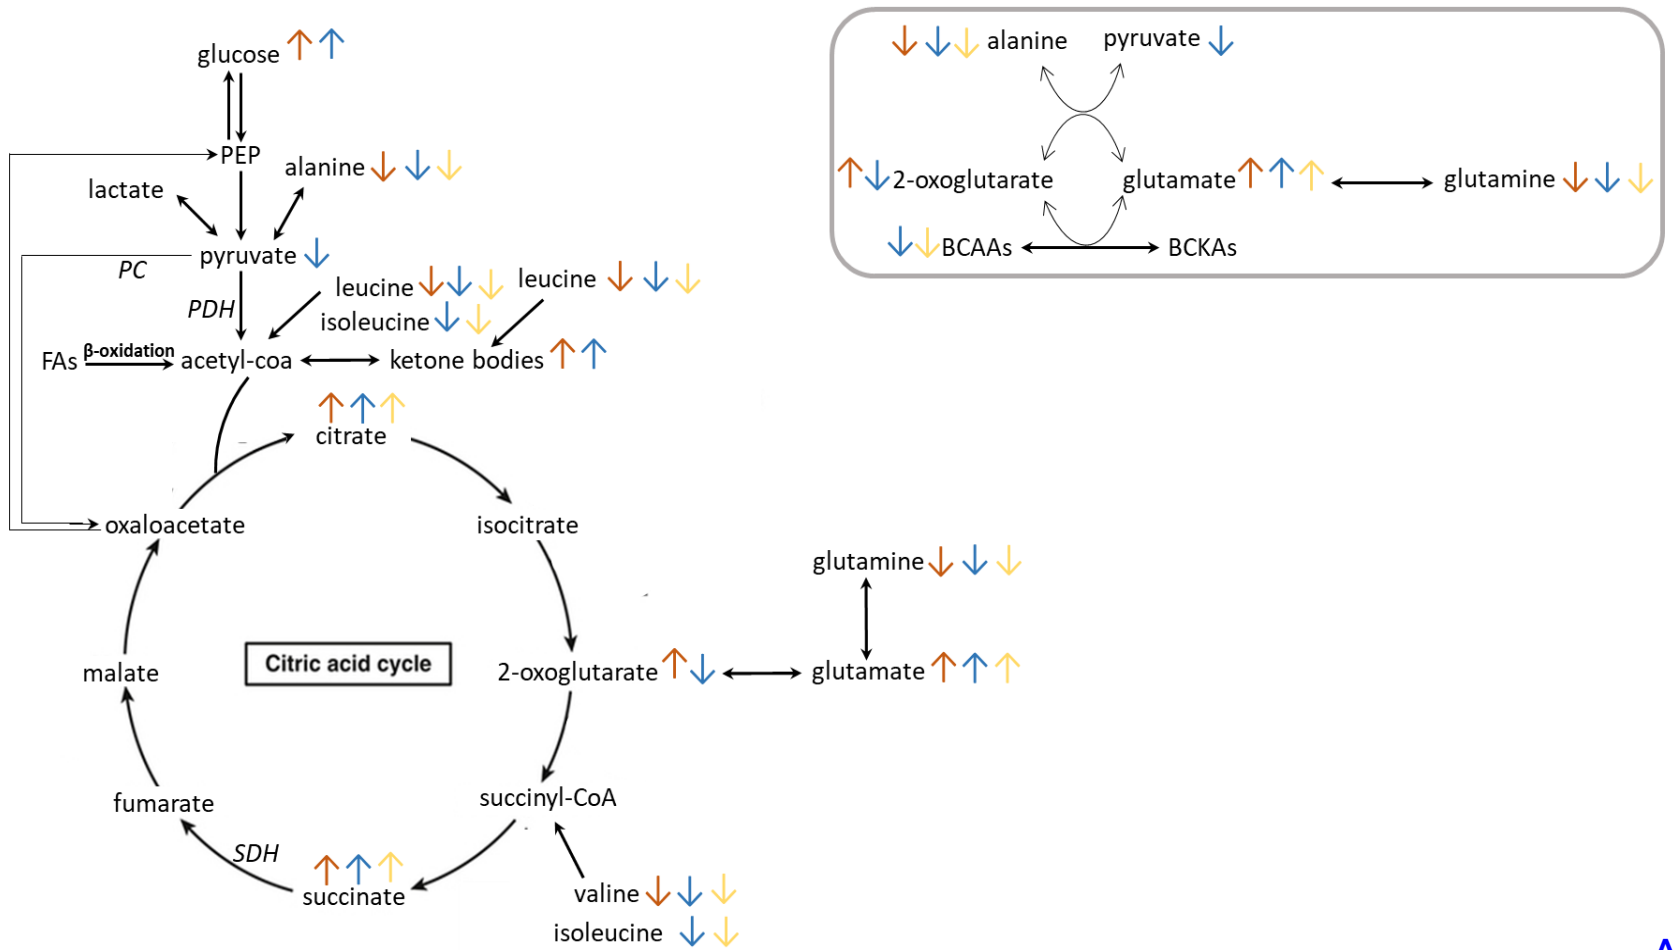 glucose
PEP
lactate
alanine
pyruvate
PC
PDH
leucine
leucine
isoleucine
FAs
β-oxidation
acetyl-coa
ketone bodies
citrate
oxaloacetate
isocitrate
Citric acid cycle
malate
2-oxoglutarate
glutamate
glutamine
fumarate
succinyl-CoA
SDH
succinate
valine
isoleucine
alanine
pyruvate
2-oxoglutarate
glutamate
glutamine
BCAAs
BCKAs